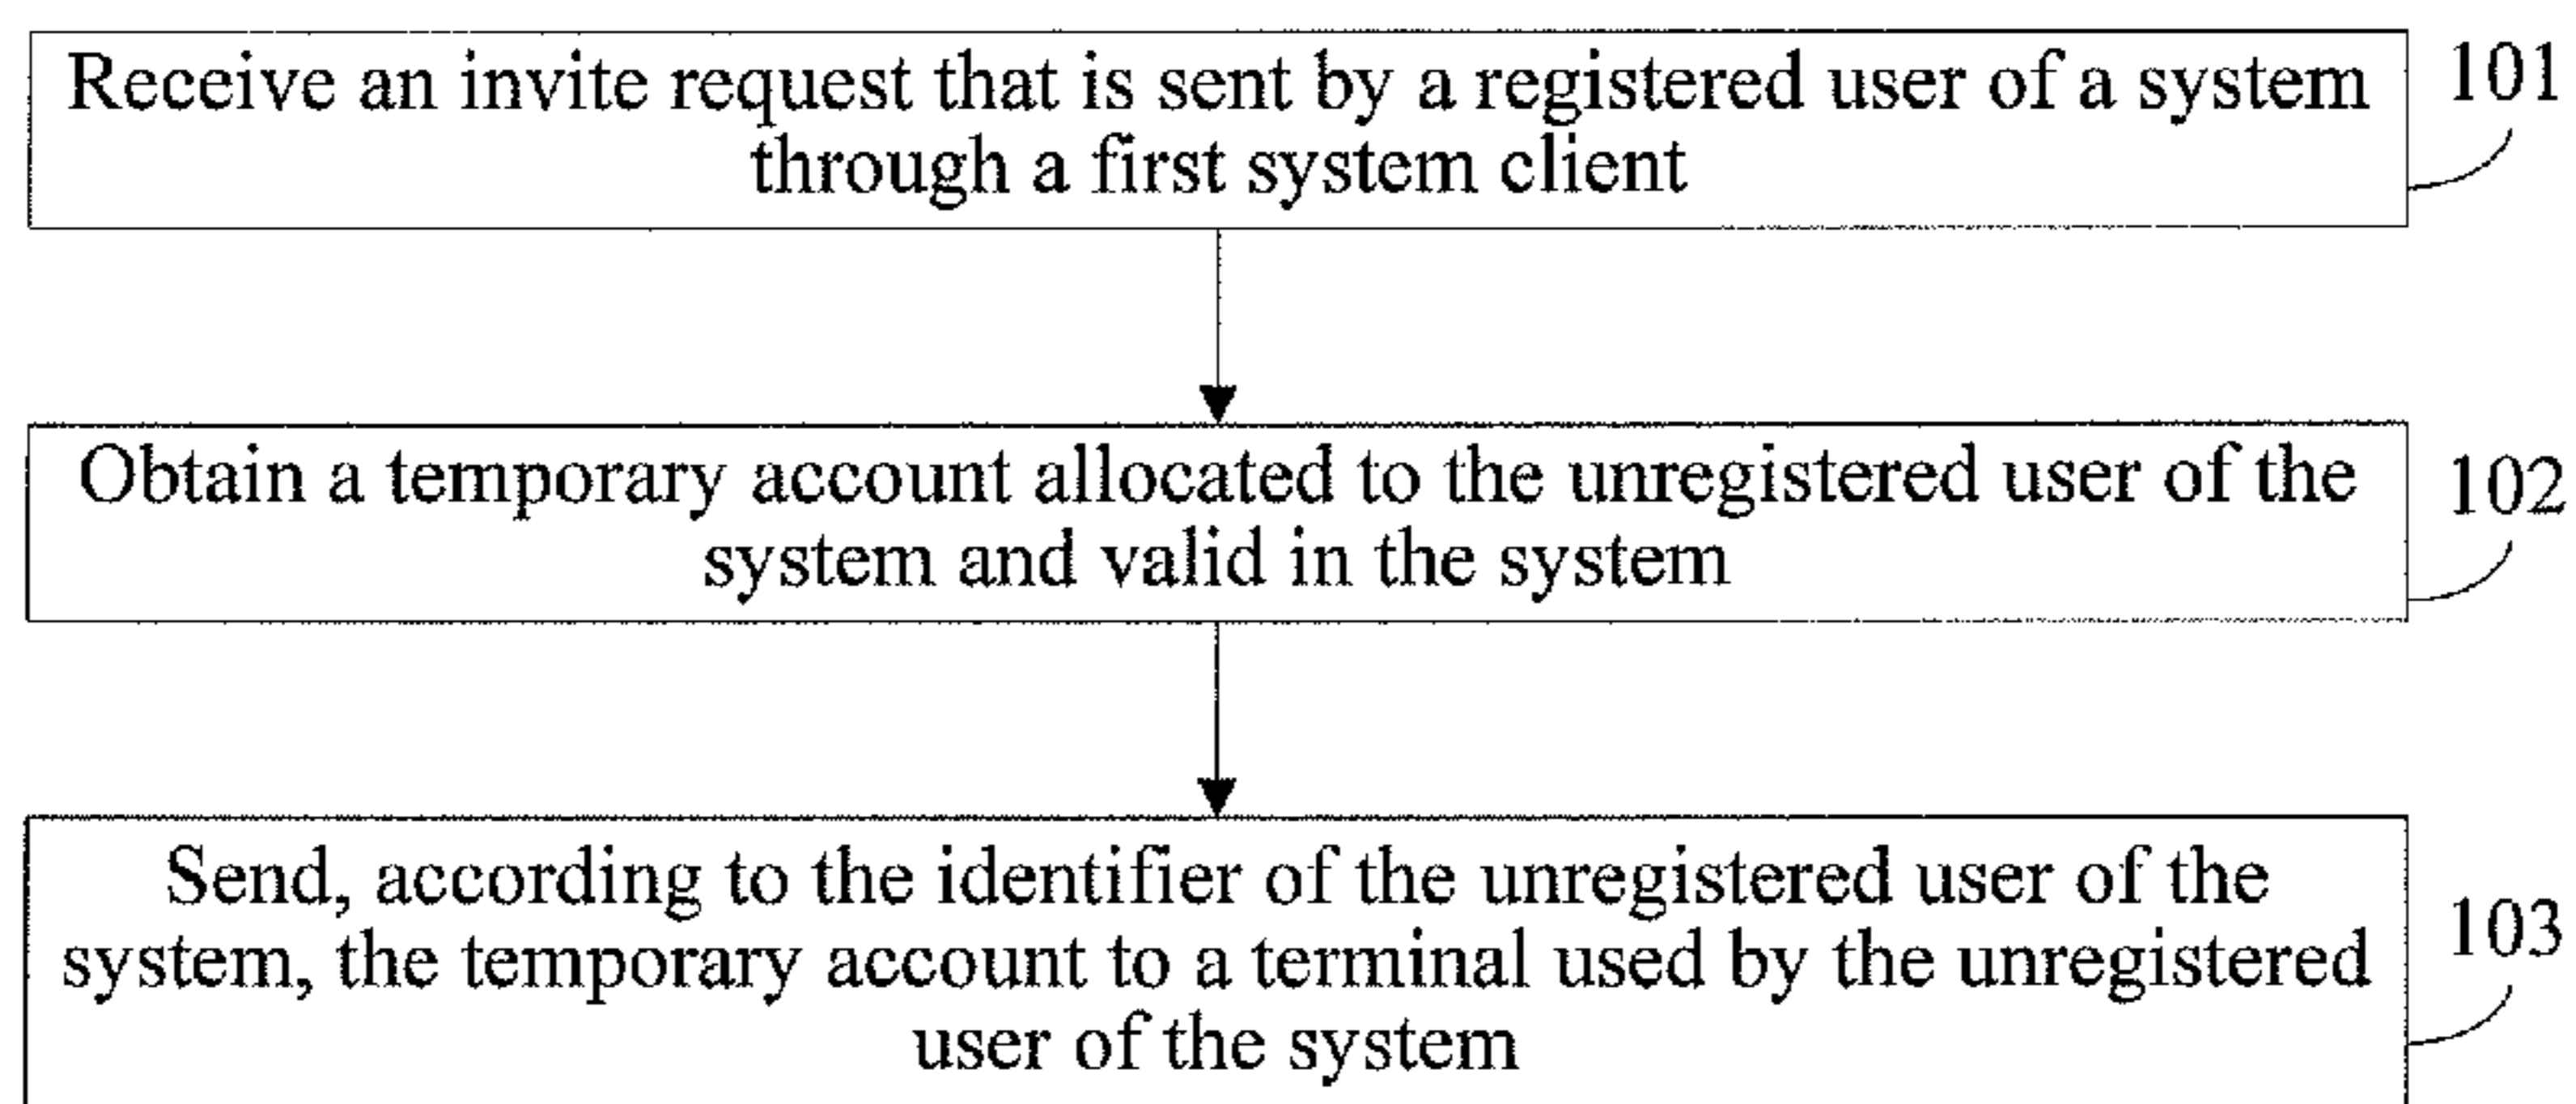 Receive an invite request that is sent by a registered user of a system
through a first system client
101
Obtain a temporary account allocated to the unregistered user of the
system and valid in the system
102
Send, according to the identifier of the unregistered user of the
system, the temporary account to a terminal used by the unregistered
user of the system
103